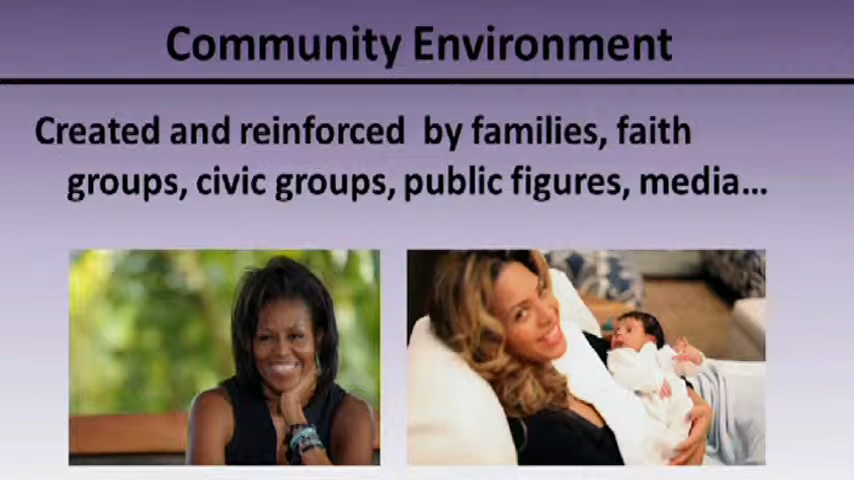 Community Environment
Created and reinforced by families, faith
groups, civic groups, public figures, media...